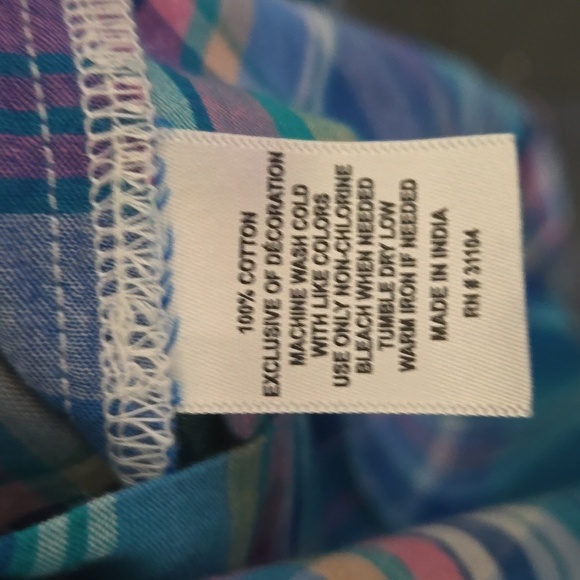 100% COTTON
EXCLUSIVE OF DÉCORATION
MACHINE WASH COLD
WITH LIKE COLORS
USE ONLY NON-CHLORINE
BLEACH WHEN NEEDED
TUMBLE DRY LOW
WARM IRON IF NEEDED
MADE IN INDIA
RN # 31104